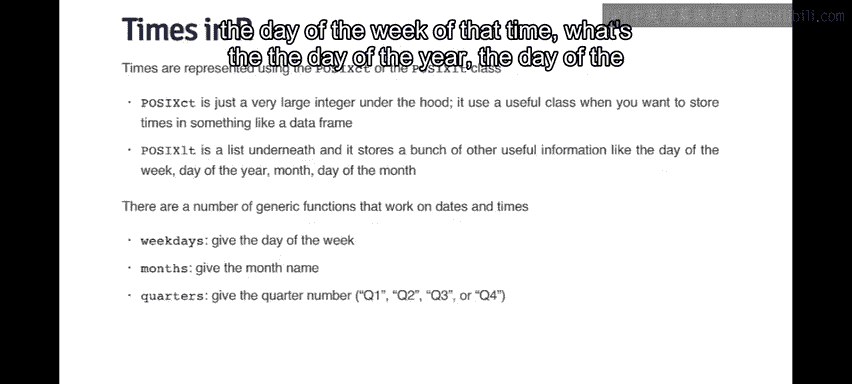 Times in R
the day of the week of that time, what's
the the day of the year, the day of the
Times are represented using the POSIXct or the POSIXlt class
· POSIXct is just a very large integer under the hood; it use a useful class when you want to store
times in something like a data frame
· POSIXlt is a list underneath and it stores a bunch of other useful information like the day of the
week, day of the year, month, day of the month
There are a number of generic functions that work on dates and times
· weekdays: give the day of the week
· months: give the month name
· quarters: give the quarter number (“Q1”, “Q2”, “Q3”, or “Q4”)